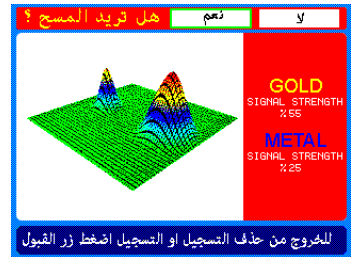 هل تريد المسح ؟ نعم لا
GOLD
SIGNAL STRENGTH
%55
METAL
SIGNAL STRENGTH
%25
للخروج من حذف التسجيل او التسجيل اضغط زر القبول